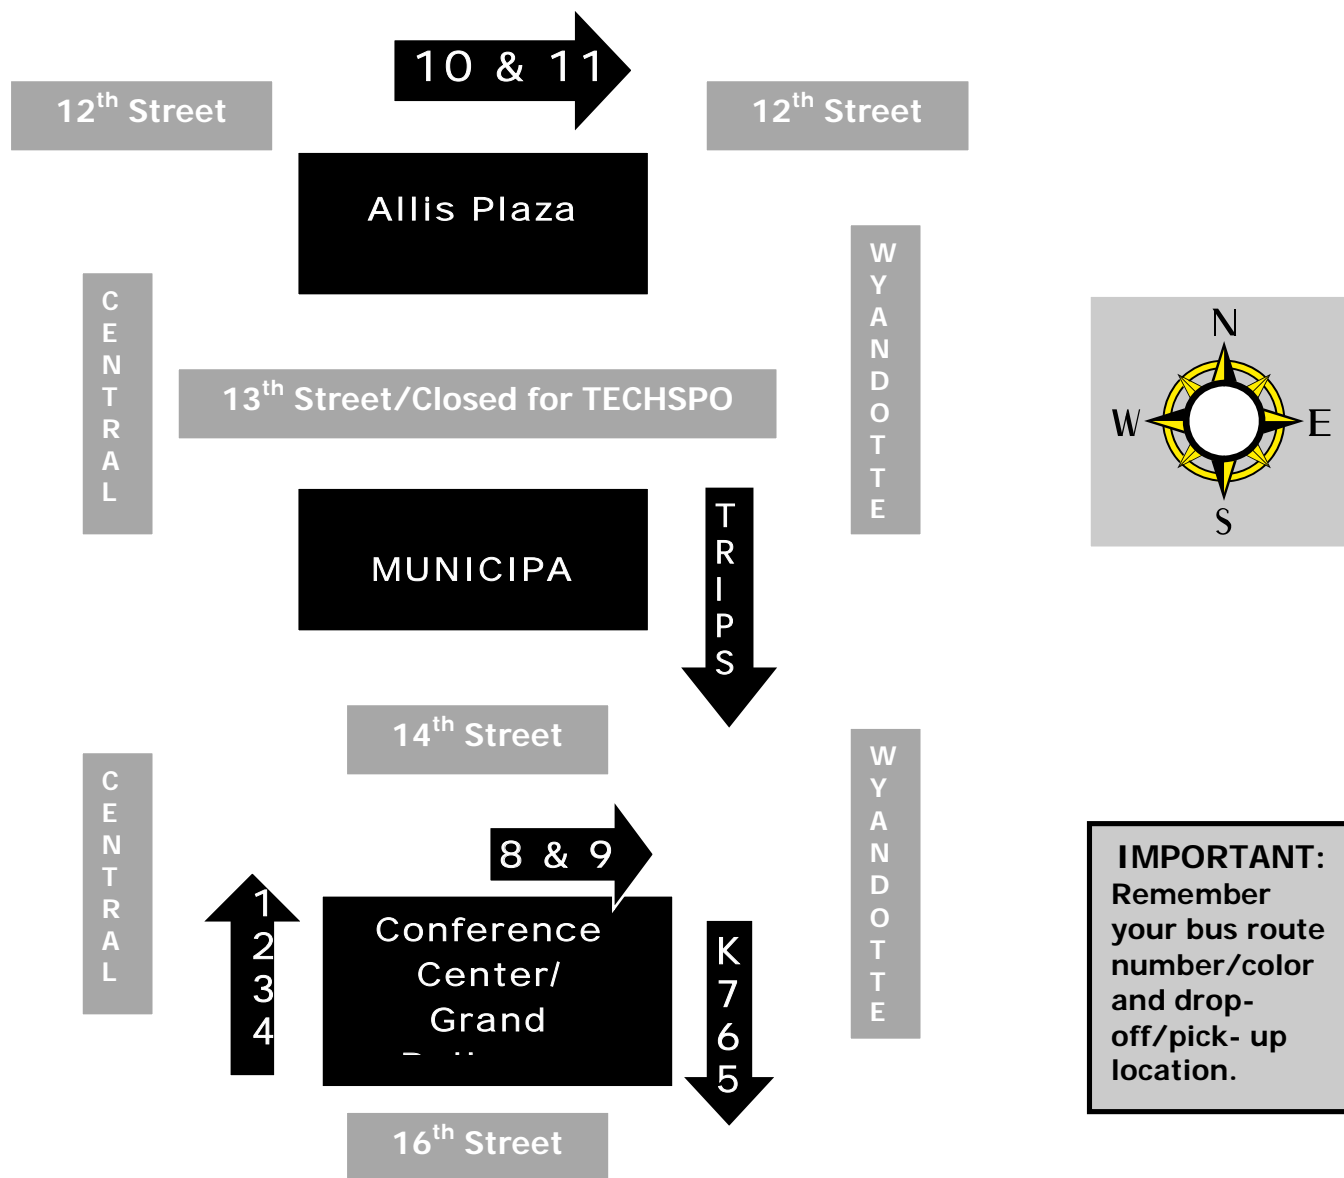 10 & 11
12th Street
12th Street
Allis Plaza
WYANDOTTE
CENTRAL
N
W
E
S
13th Street/Closed for TECHSPO
TRIPS
MUNICIPA
14th Street
WYANDOTTE
CENTRAL
8 & 9
IMPORTANT:
Remember
your bus route
number/color
and drop-
off/pick- up
location.
1
2
3
4
Conference
Center/
Grand
K
7
6
5
16th Street